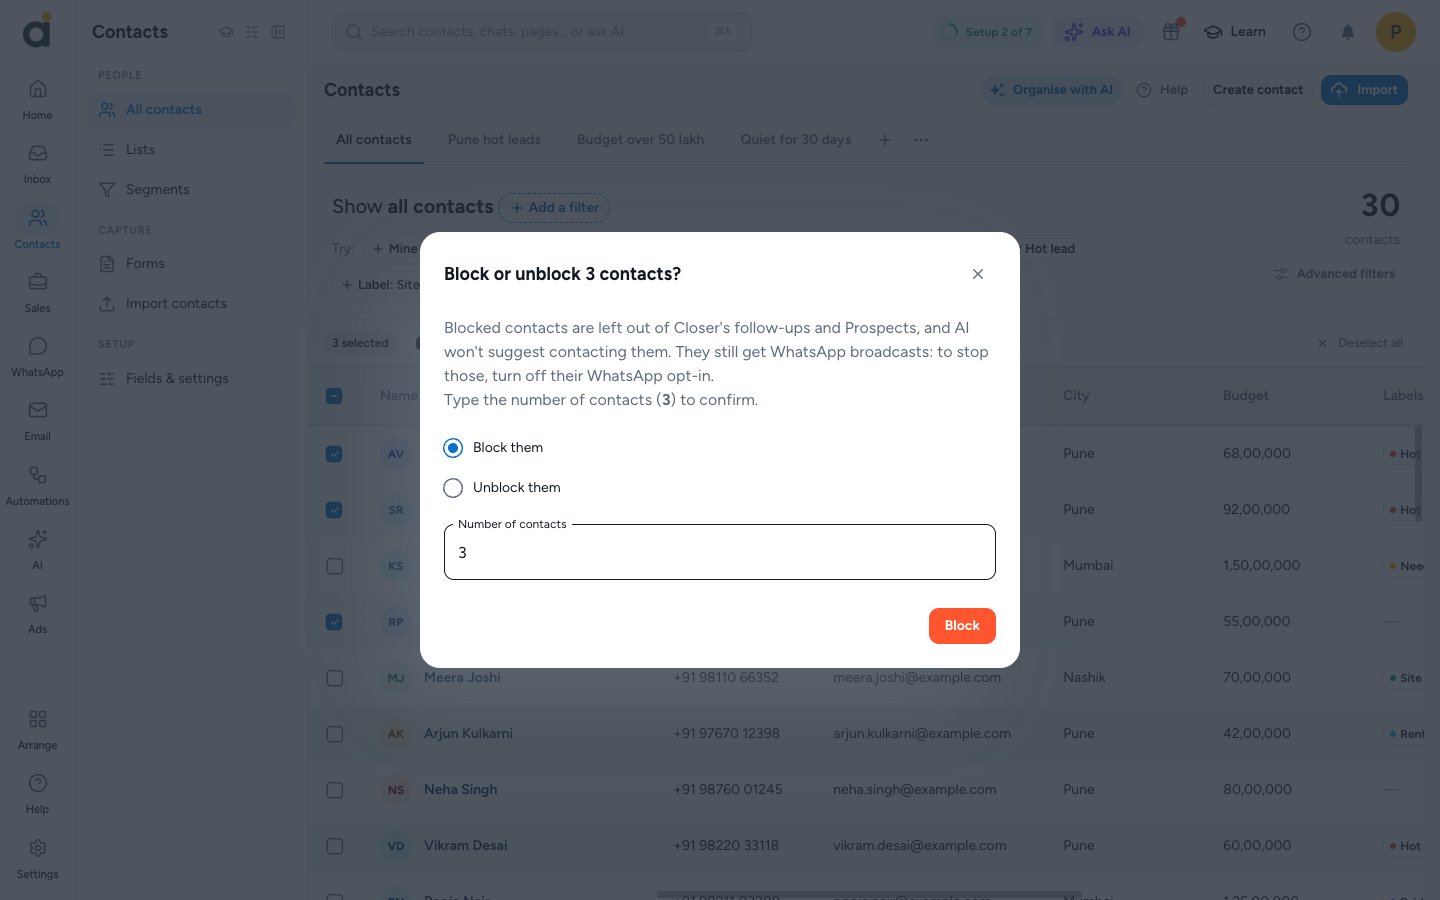 Contacts
Search contacts, chats, pages... or ask AI
⌘K
Setup 2 of 7
Ask AI
Learn
P
Home
Inbox
Contacts
Sales
WhatsApp
Email
Automations
AI
Ads
Arrange
Help
Settings
PEOPLE
All contacts
Lists
Segments
CAPTURE
Forms
Import contacts
SETUP
Fields & settings
Contacts
Organise with AI
Help
Create contact
Import
All contacts
Pune hot leads
Budget over 50 lakh
Quiet for 30 days
Show all contacts
+ Add a filter
30
contacts
Try:
+ Mine
Hot lead
+ Label: Site
Advanced filters
3 selected
Deselect all
Block or unblock 3 contacts?
Blocked contacts are left out of Closer's follow-ups and Prospects, and AI
won't suggest contacting them. They still get WhatsApp broadcasts: to stop
those, turn off their WhatsApp opt-in.
Type the number of contacts (3) to confirm.
Block them
Unblock them
Number of contacts
3
Block
Name City Budget Labels
AV Pune 68,00,000 Hot
SR Pune 92,00,000 Hot
KS Mumbai 1,50,00,000
RP Pune 55,00,000 —
MJ Meera Joshi +91 98110 66352 meera.joshi@example.com Nashik 70,00,000 Site
AK Arjun Kulkarni +91 97670 12398 arjun.kulkarni@example.com Pune 42,00,000 Rent
NS Neha Singh +91 98760 01245 neha.singh@example.com Pune 80,00,000 —
VD Vikram Desai +91 98220 33118 vikram.desai@example.com Pune 60,00,000 Hot